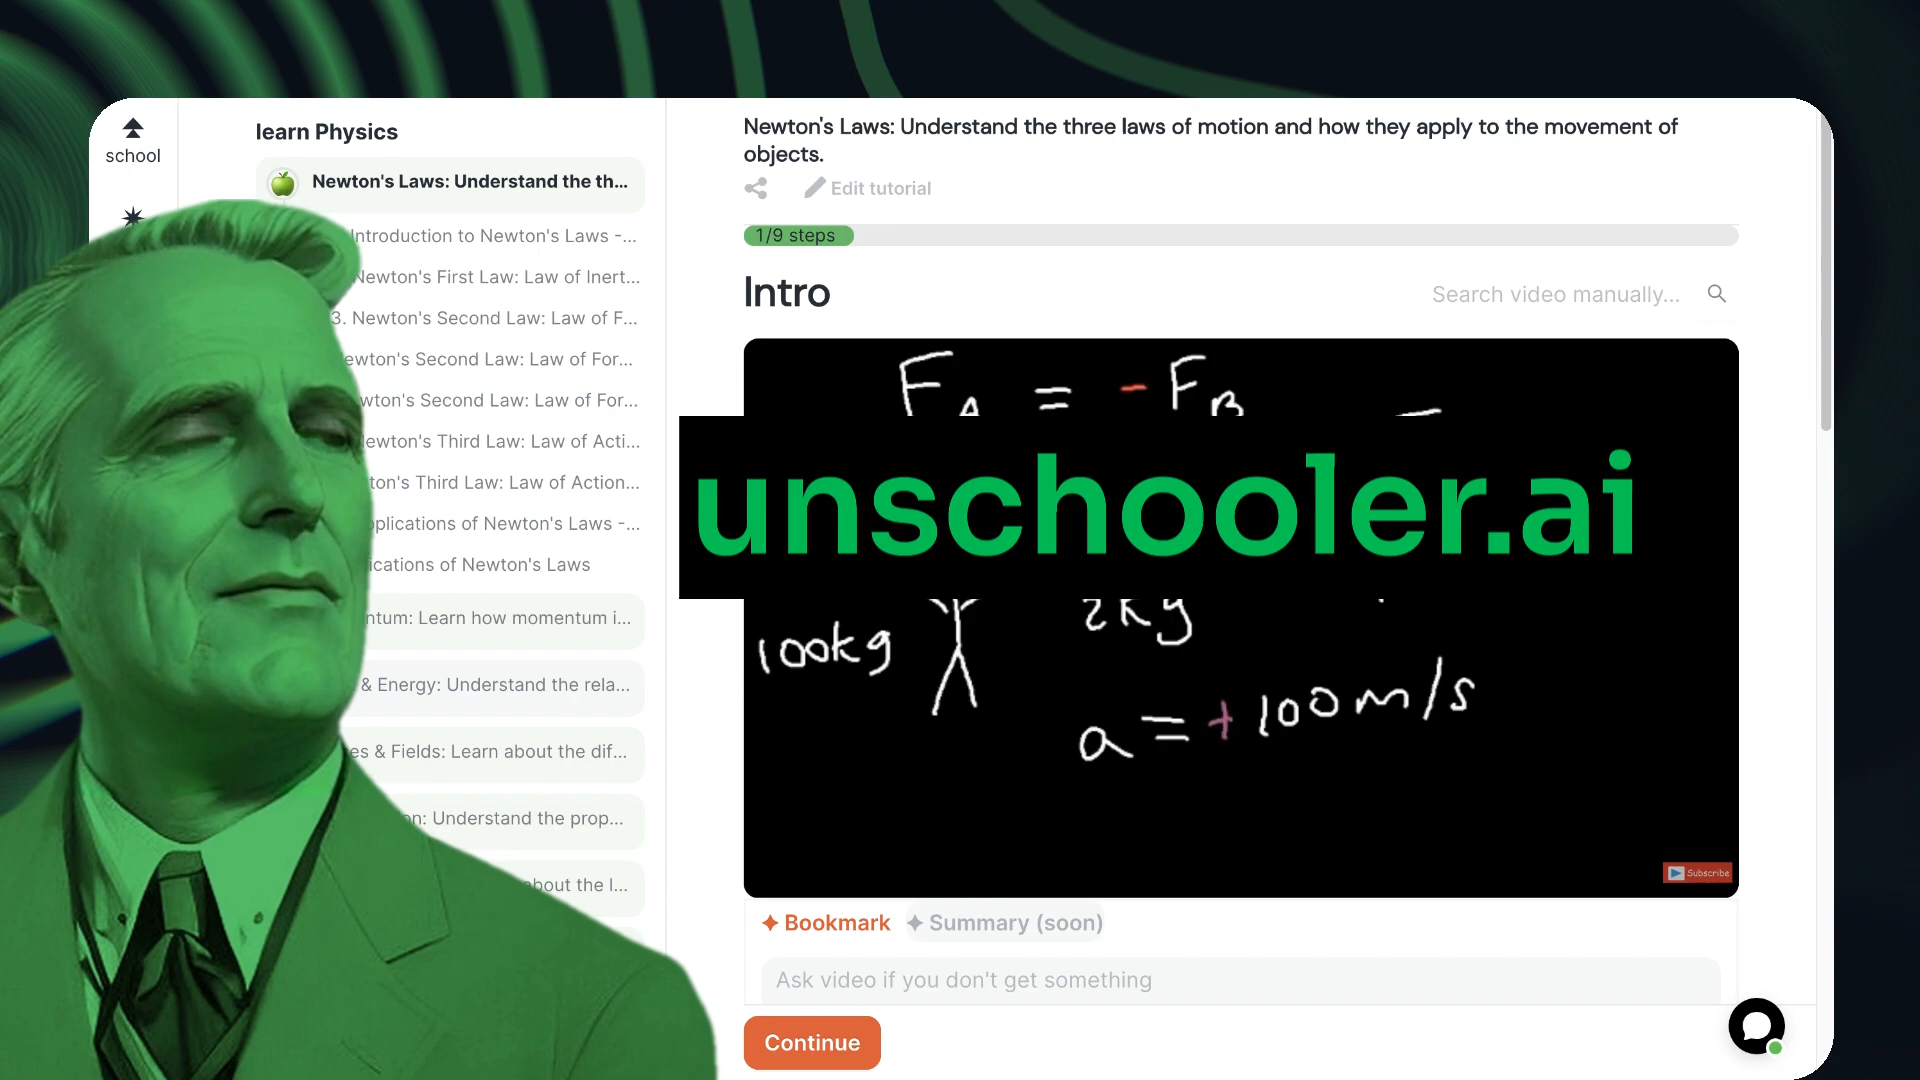 school
learn Physics
Newton's Laws: Understand the th...
Introduction to Newton's Laws -...
Newton's First Law: Law of Inert...
3. Newton's Second Law: Law of F...
ewton's Second Law: Law of For...
wton's Second Law: Law of For...
ewton's Third Law: Law of Acti...
ton's Third Law: Law of Action...
pplications of Newton's Laws -...
ications of Newton's Laws
ntum: Learn how momentum i...
& Energy: Understand the rela...
es & Fields: Learn about the dif...
on: Understand the prop...
about the l...
Newton's Laws: Understand the three laws of motion and how they apply to the movement of
objects.
Edit tutorial
1/9 steps
Intro
Search video manually...
FA = - FB
unschooler.ai
2kg
100kg
a = + 100m/s
Subscribe
Bookmark
Summary (soon)
Ask video if you don't get something
Continue